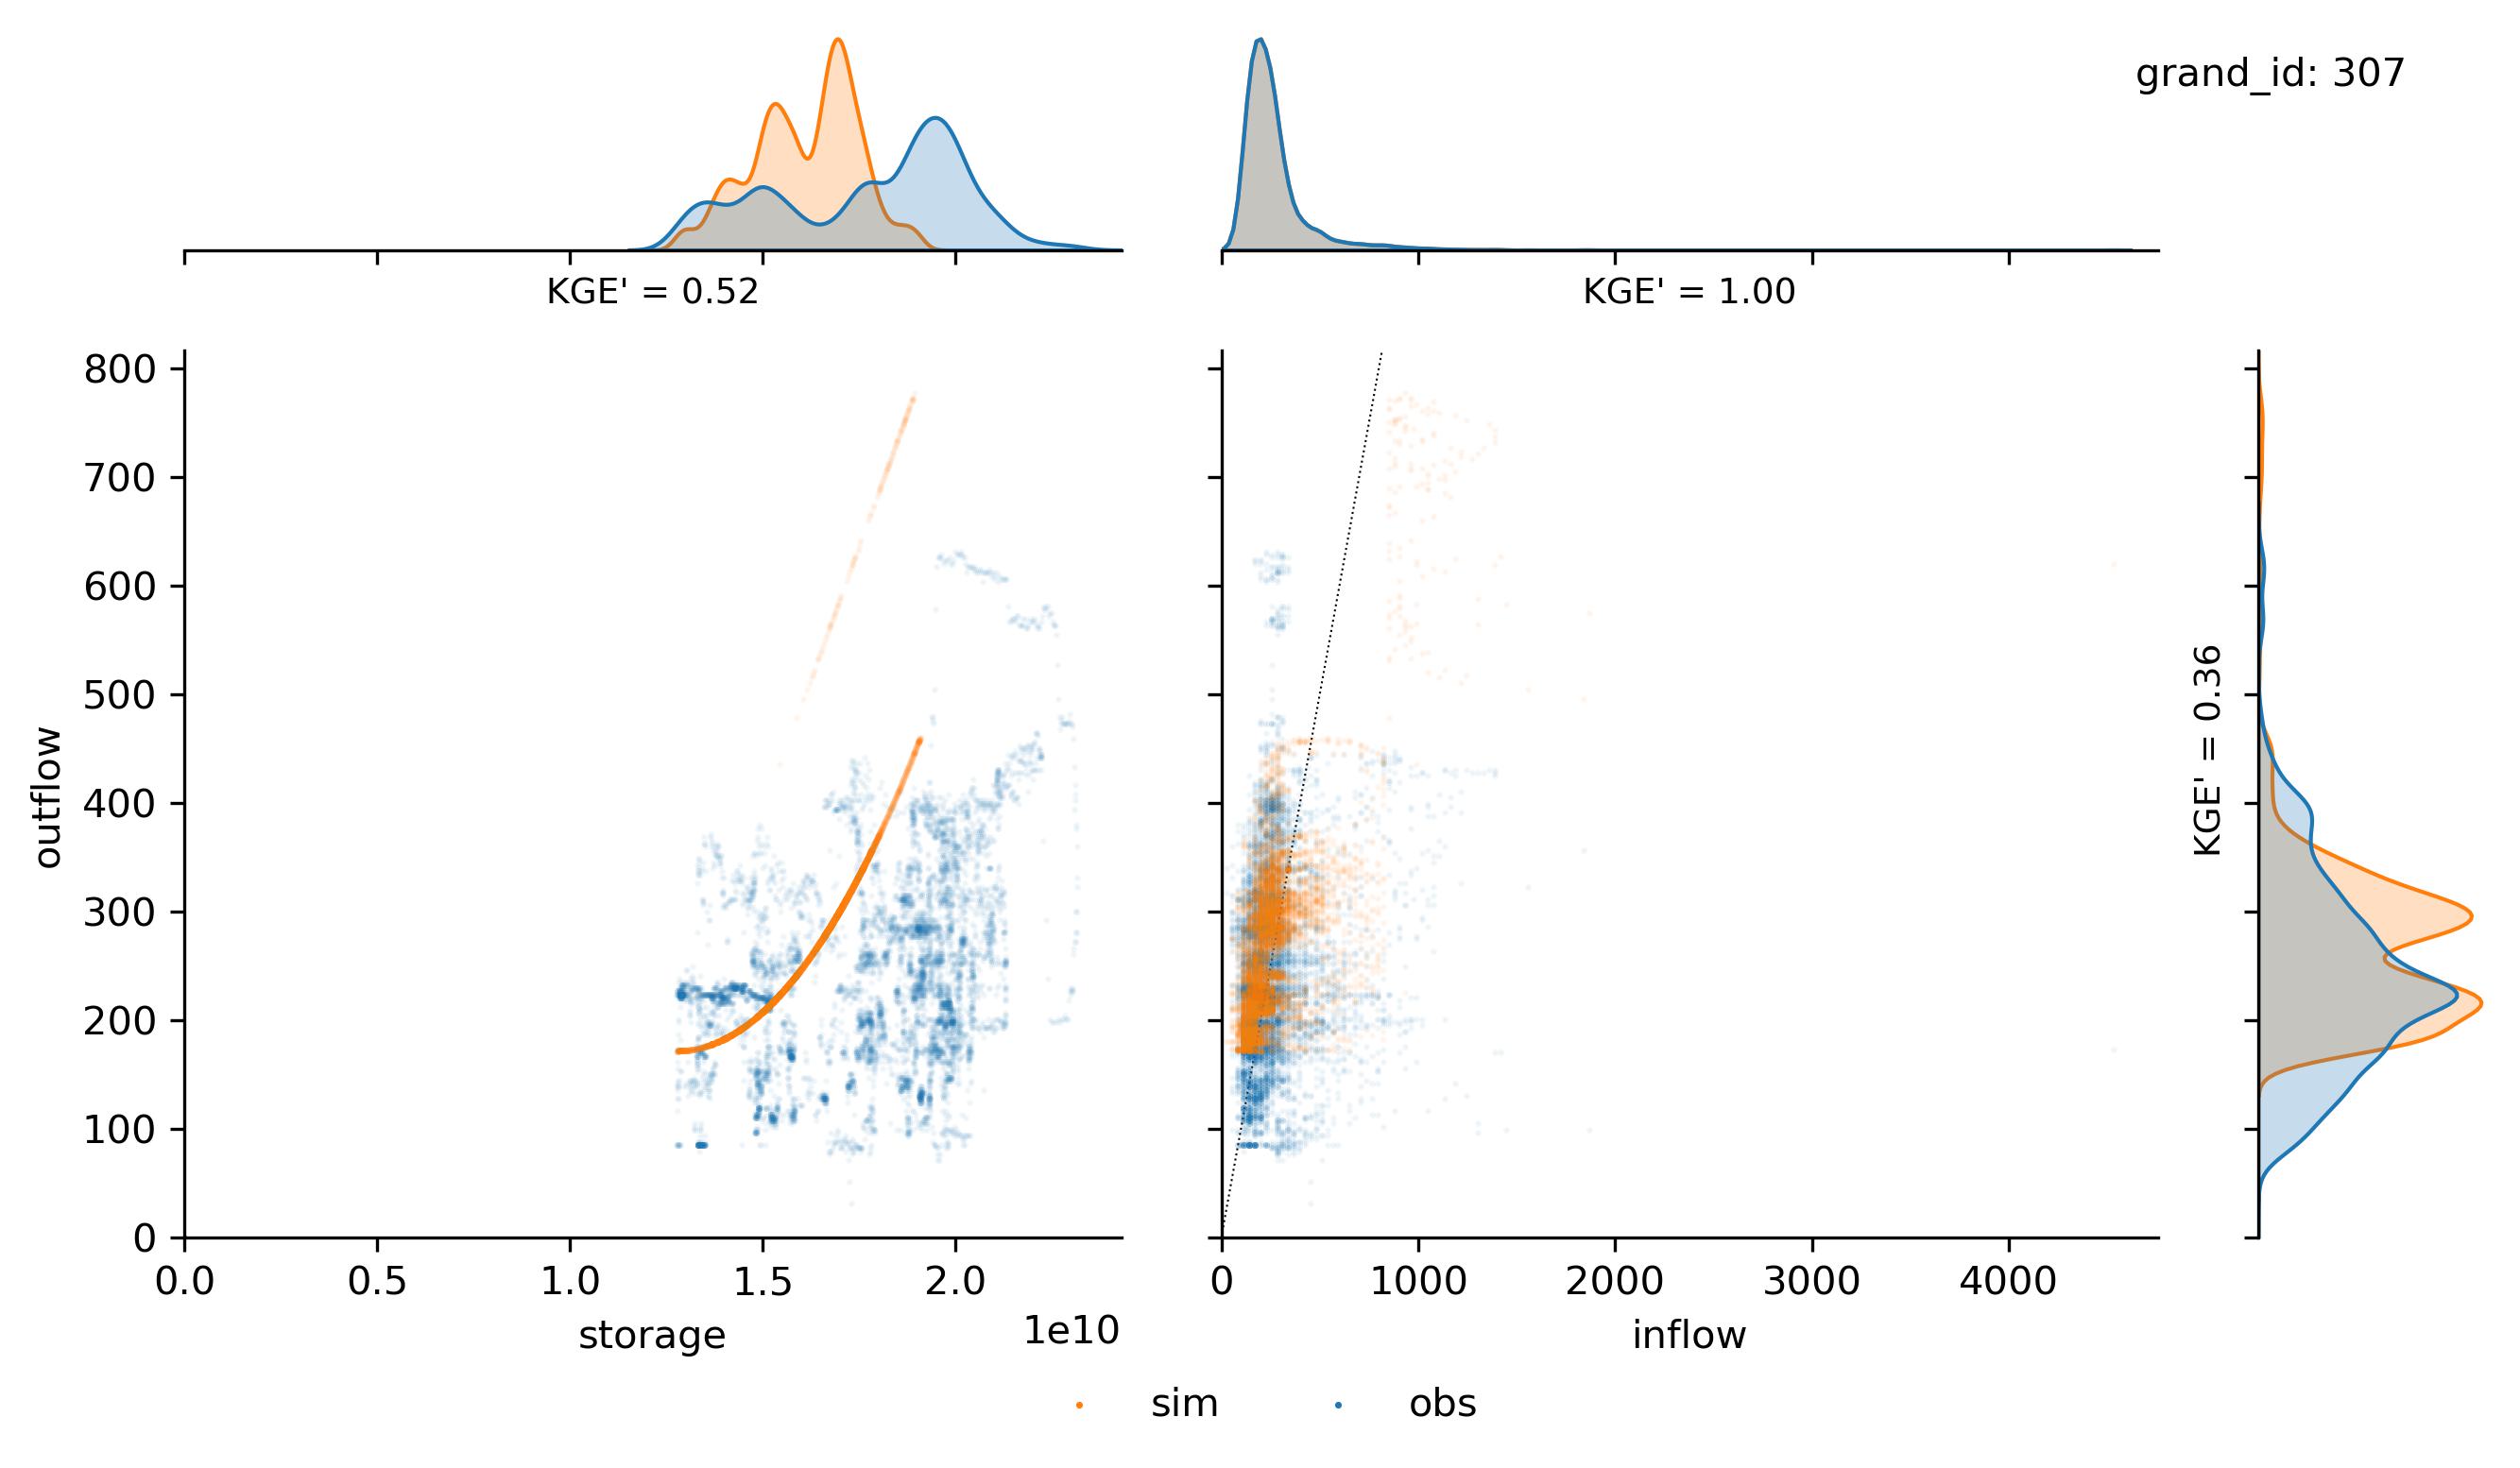 grand_id: 307
KGE' = 0.52
KGE' = 1.00
800
700
600
500
400
300
200
100
0
outflow
KGE' = 0.36
0.0 0.5 1.0 1.5 2.0
0 1000 2000 3000 4000
1e10
storage
inflow
sim obs